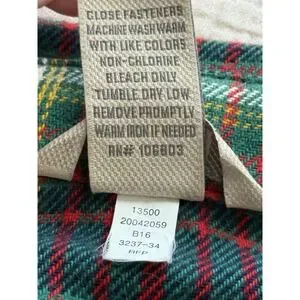 CLOSE FASTENERS
MACHINE WASH WARM
WITH LIKE COLORS
NON-CHLORINE
BLEACH ONLY
TUMBLE DRY LOW
REMOVE PROMPTLY
WARM IRON IF NEEDED
RN# 106803
13500
20042059
B16
3237-34
AFP